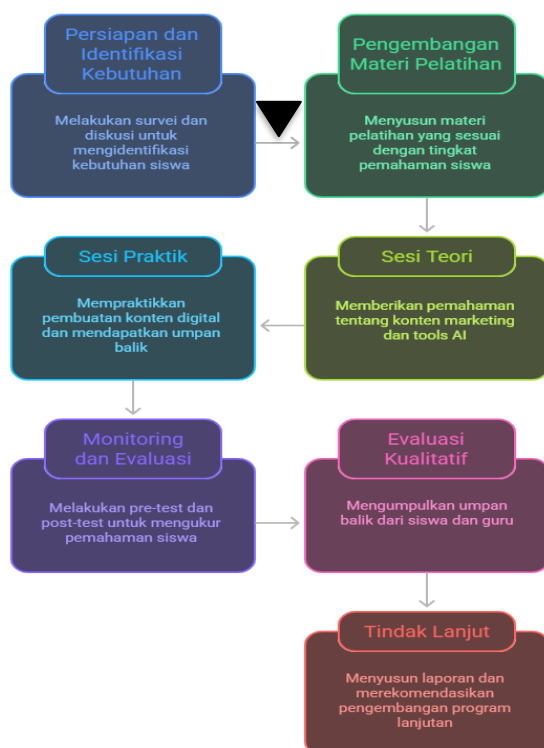 Persiapan dan
Identifikasi
Kebutuhan
Melakukan survei dan
diskusi untuk
mengidentifikasi
kebutuhan siswa
Pengembangan
Materi Pelatihan
Menyusun materi
pelatihan yang sesuai
dengan tingkat
pemahaman siswa
Sesi Teori
Memberikan pemahaman
tentang konten marketing
dan tools AI
Sesi Praktik
Mempraktikkan
pembuatan konten digital
dan mendapatkan umpan
balik
Monitoring
dan Evaluasi
Melakukan pre-test dan
post-test untuk mengukur
pemahaman siswa
Evaluasi
Kualitatif
Mengumpulkan umpan
balik dari siswa dan guru
Tindak Lanjut
Menyusun laporan dan
merekomendasikan
pengembangan program
lanjutan